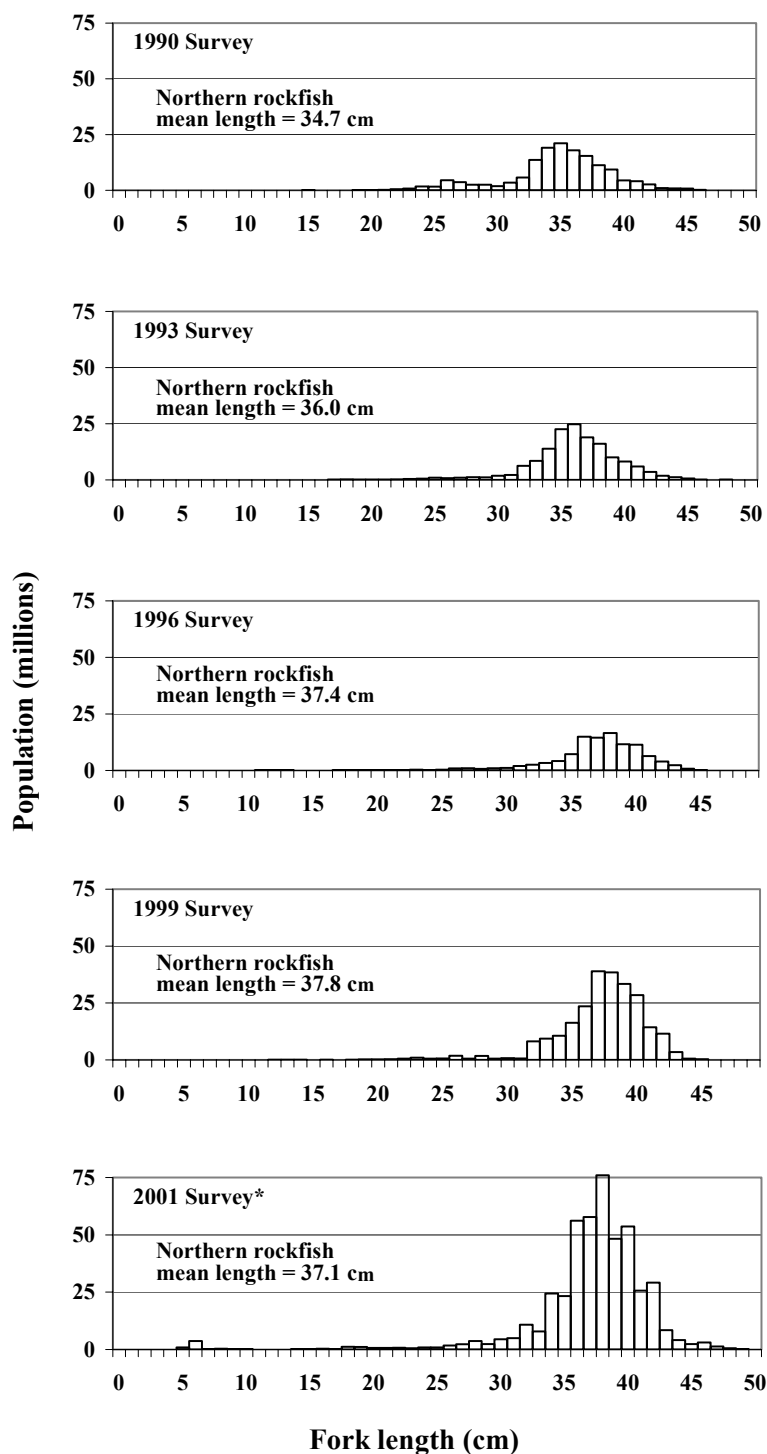 75
1990 Survey
50
Northern rockfish
mean length = 34.7 cm
25
0
0 5 10 15 20 25 30 35 40 45 50
75
1993 Survey
50
Northern rockfish
mean length = 36.0 cm
25
0
0 5 10 15 20 25 30 35 40 45 50
Population (millions)
75
1996 Survey
50
Northern rockfish
mean length = 37.4 cm
25
0
0 5 10 15 20 25 30 35 40 45
75
1999 Survey
50
Northern rockfish
mean length = 37.8 cm
25
0
0 5 10 15 20 25 30 35 40 45
75
2001 Survey*
50
Northern rockfish
mean length = 37.1 cm
25
0
0 5 10 15 20 25 30 35 40 45 50
Fork length (cm)